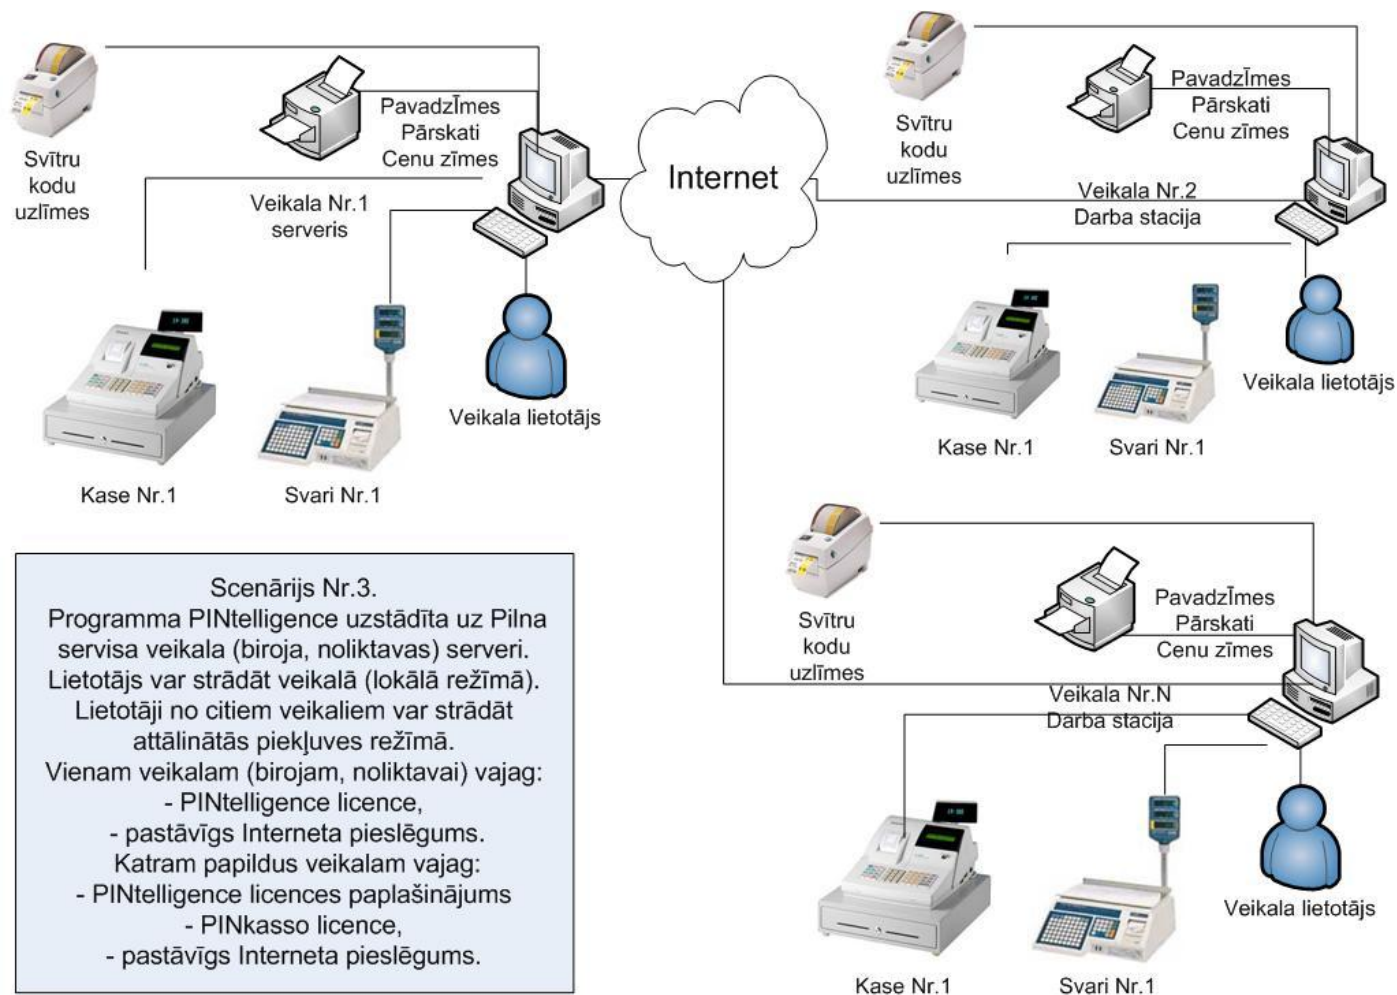 Svītru
kodu
uzlīmes
PavadzĪmes
Pārskati
Cenu zīmes
Veikala Nr.1
serveris
Veikala lietotājs
Kase Nr.1
Svari Nr.1
Internet
Svītru
kodu
uzlīmes
PavadzĪmes
Pārskati
Cenu zīmes
Veikala Nr.2
Darba stacija
Veikala lietotājs
Kase Nr.1
Svari Nr.1
Scenārijs Nr.3.
Programma PINtelligence uzstādīta uz Pilna
servisa veikala (biroja, noliktavas) serveri.
Lietotājs var strādāt veikalā (lokālā režīmā).
Lietotāji no citiem veikaliem var strādāt
attālinātās piekļuves režīmā.
Vienam veikalam (birojam, noliktavai) vajag:
- PINtelligence licence,
- pastāvīgs Interneta pieslēgums.
Katram papildus veikalam vajag:
- PINtelligence licences paplašinājums
- PINkasso licence,
- pastāvīgs Interneta pieslēgums.
Svītru
kodu
uzlīmes
PavadzĪmes
Pārskati
Cenu zīmes
Veikala Nr.N
Darba stacija
Veikala lietotājs
Kase Nr.1
Svari Nr.1